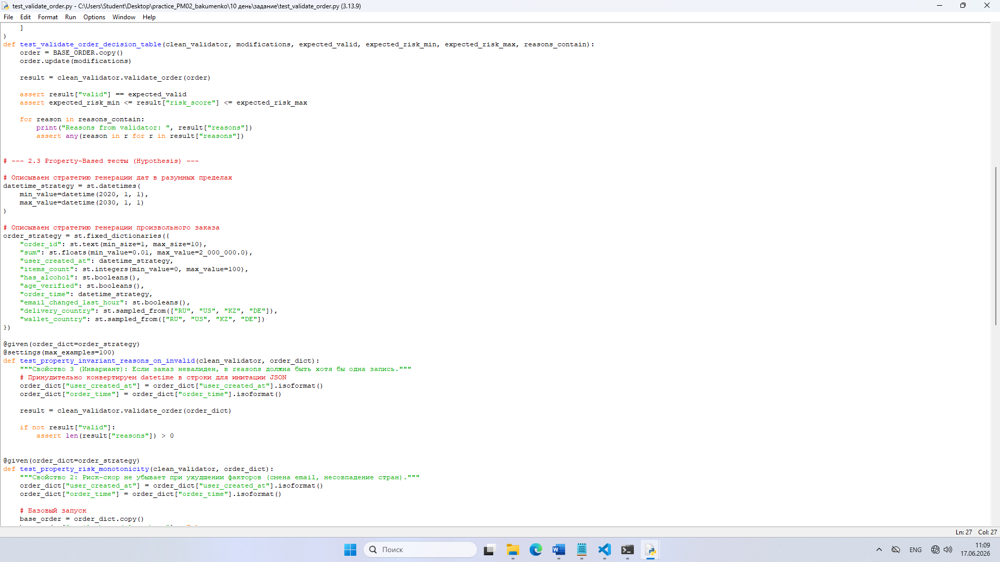 test_validate_order.py - C:\Users\Student\Desktop\practice_PM02_bakumenko\10 день\задание\test_validate_order.py (3.13.9)
File Edit Format Run Options Window Help
    ]
)
def test_validate_order_decision_table(clean_validator, modifications, expected_valid, expected_risk_min, expected_risk_max, reasons_contain):
    order = BASE_ORDER.copy()
    order.update(modifications)
    result = clean_validator.validate_order(order)
    assert result["valid"] == expected_valid
    assert expected_risk_min <= result["risk_score"] <= expected_risk_max
    for reason in reasons_contain:
        print("Reasons from validator: ", result["reasons"])
        assert any(reason in r for r in result["reasons"])
# --- 2.3 Property-Based тесты (Hypothesis) ---
# Описываем стратегию генерации дат в разумных пределах
datetime_strategy = st.datetimes(
    min_value=datetime(2020, 1, 1),
    max_value=datetime(2030, 1, 1)
)
# Описываем стратегию генерации произвольного заказа
order_strategy = st.fixed_dictionaries({
    "order_id": st.text(min_size=1, max_size=10),
    "sum": st.floats(min_value=0.01, max_value=2_000_000.0),
    "user_created_at": datetime_strategy,
    "items_count": st.integers(min_value=0, max_value=100),
    "has_alcohol": st.booleans(),
    "age_verified": st.booleans(),
    "order_time": datetime_strategy,
    "email_changed_last_hour": st.booleans(),
    "delivery_country": st.sampled_from(["RU", "US", "KZ", "DE"]),
    "wallet_country": st.sampled_from(["RU", "US", "KZ", "DE"])
})
@given(order_dict=order_strategy)
@settings(max_examples=100)
def test_property_invariant_reasons_on_invalid(clean_validator, order_dict):
    """Свойство 3 (Инвариант): Если заказ невалиден, в reasons должна быть хотя бы одна запись."""
    # Принудительно конвертируем datetime в строки для имитации JSON
    order_dict["user_created_at"] = order_dict["user_created_at"].isoformat()
    order_dict["order_time"] = order_dict["order_time"].isoformat()
    result = clean_validator.validate_order(order_dict)
    if not result["valid"]:
        assert len(result["reasons"]) > 0
@given(order_dict=order_strategy)
def test_property_risk_monotonicity(clean_validator, order_dict):
    """Свойство 2: Риск-скор не убывает при ухудшении факторов (смена email, несовпадение стран)."""
    order_dict["user_created_at"] = order_dict["user_created_at"].isoformat()
    order_dict["order_time"] = order_dict["order_time"].isoformat()
    # Базовый запуск
    base_order = order_dict.copy()
Ln: 27 Col: 27
Поиск
ENG
11:09
17.06.2026